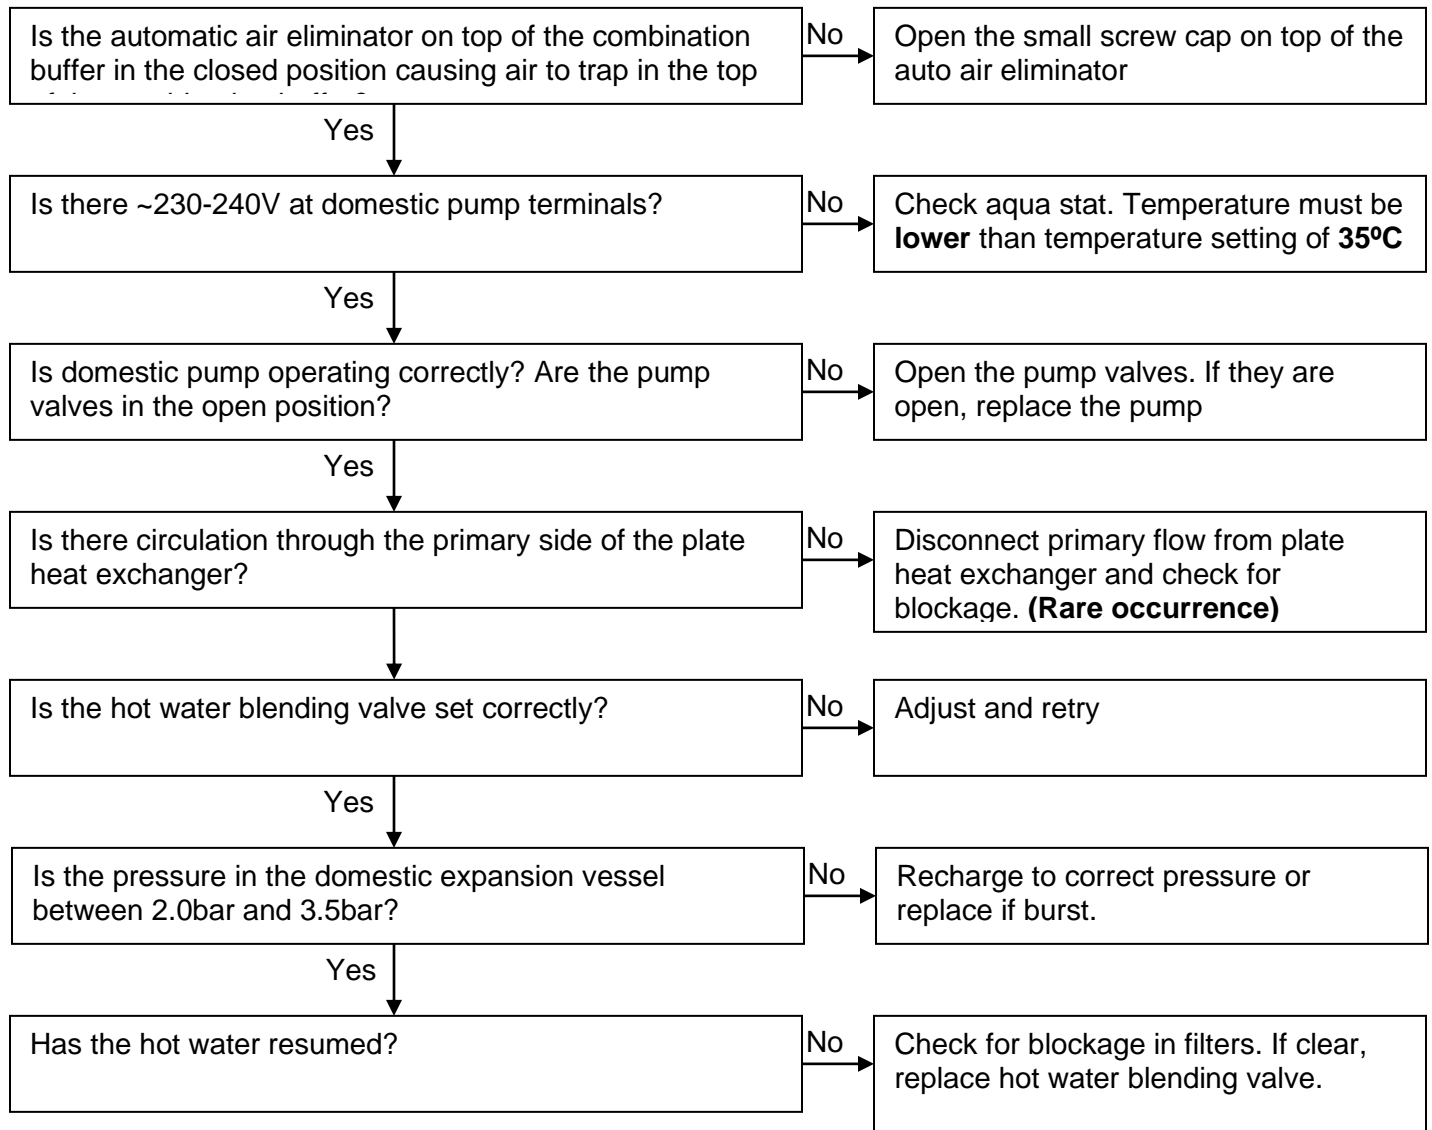 Is the automatic air eliminator on top of the combination
buffer in the closed position causing air to trap in the top
No
Open the small screw cap on top of the
auto air eliminator
Yes
Is there ~230-240V at domestic pump terminals?
No
Check aqua stat. Temperature must be
lower than temperature setting of 35ºC
Yes
Is domestic pump operating correctly? Are the pump
valves in the open position?
No
Open the pump valves. If they are
open, replace the pump
Yes
Is there circulation through the primary side of the plate
heat exchanger?
No
Disconnect primary flow from plate
heat exchanger and check for
blockage. (Rare occurrence)
Is the hot water blending valve set correctly?
No
Adjust and retry
Yes
Is the pressure in the domestic expansion vessel
between 2.0bar and 3.5bar?
No
Recharge to correct pressure or
replace if burst.
Yes
Has the hot water resumed?
No
Check for blockage in filters. If clear,
replace hot water blending valve.